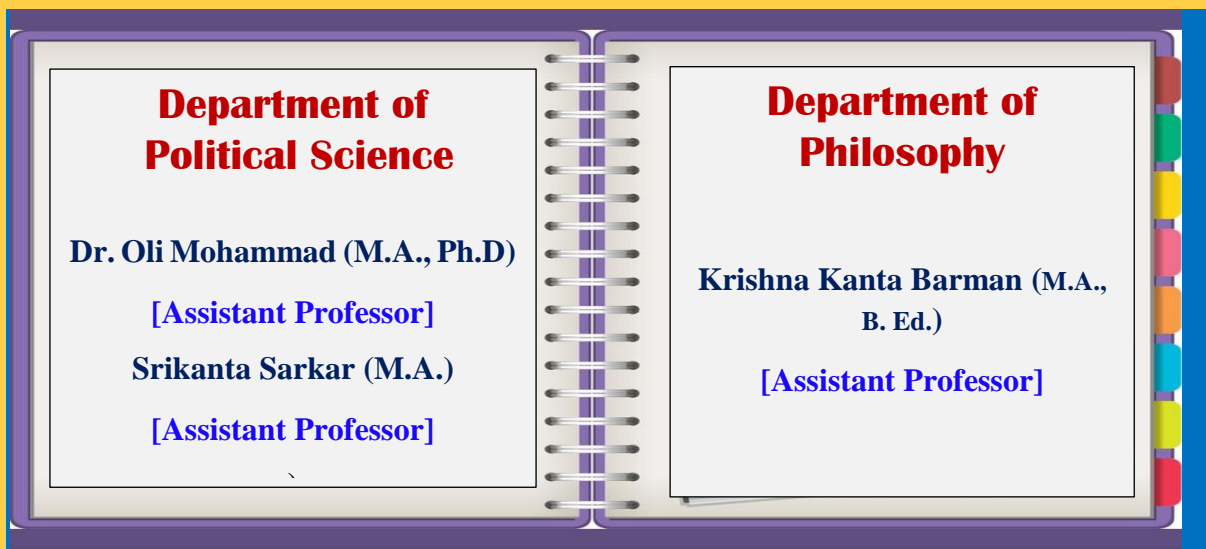 Department of
Political Science
Dr. Oli Mohammad (M.A., Ph.D)
[Assistant Professor]
Srikanta Sarkar (M.A.)
[Assistant Professor]
`
Department of
Philosophy
Krishna Kanta Barman (M.A.,
B. Ed.)
[Assistant Professor]